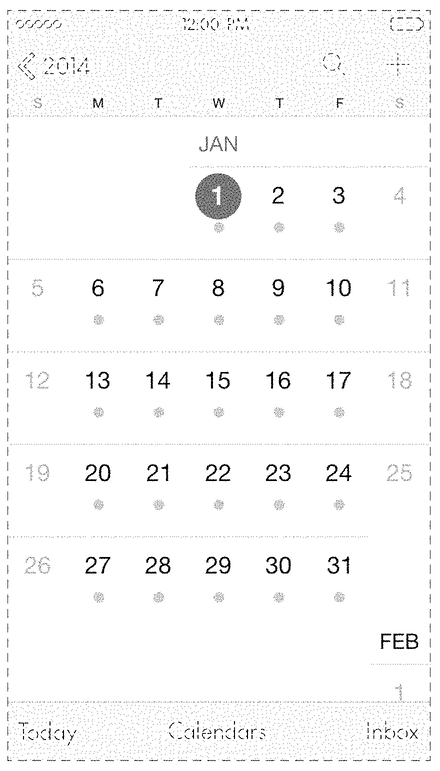 12:00 PM
2014
S M T W T F S
JAN
1 2 3 4
5 6 7 8 9 10 11
12 13 14 15 16 17 18
19 20 21 22 23 24 25
26 27 28 29 30 31
FEB
1
Today Calendars Inbox